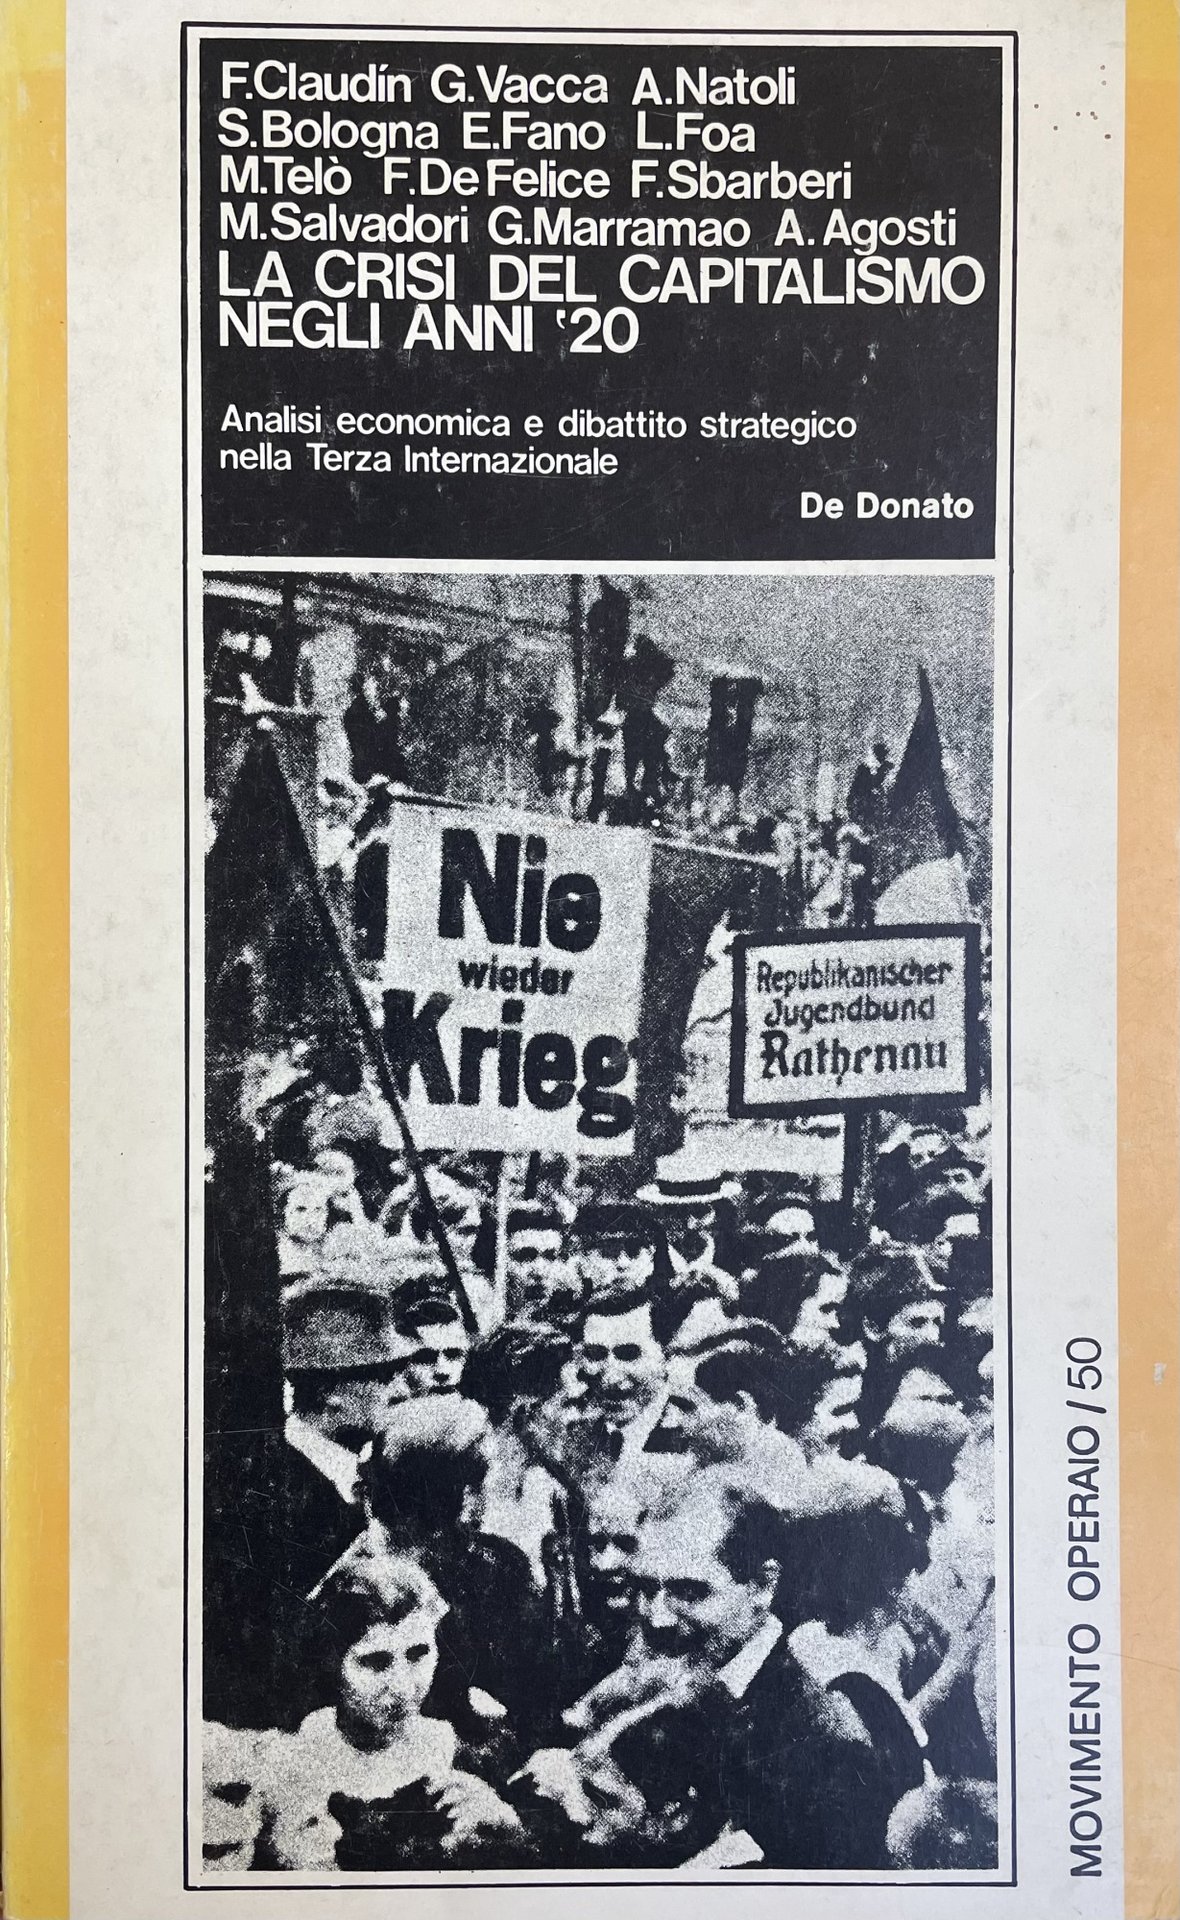 F.Claudín G.Vacca A.Natoli
S.Bologna E.Fano L.Foa
M.Telò F.De Felice F.Sbarberi
M.Salvadori G.Marramao A. Agosti
LA CRISI DEL CAPITALISMO
NEGLI ANNI ‘20
Analisi economica e dibattito strategico
nella Terza Internazionale
De Donato
Nie
wieder
Krieg
Republikanischer
Jugendbund
Rathenau
MOVIMENTO OPERAIO / 50